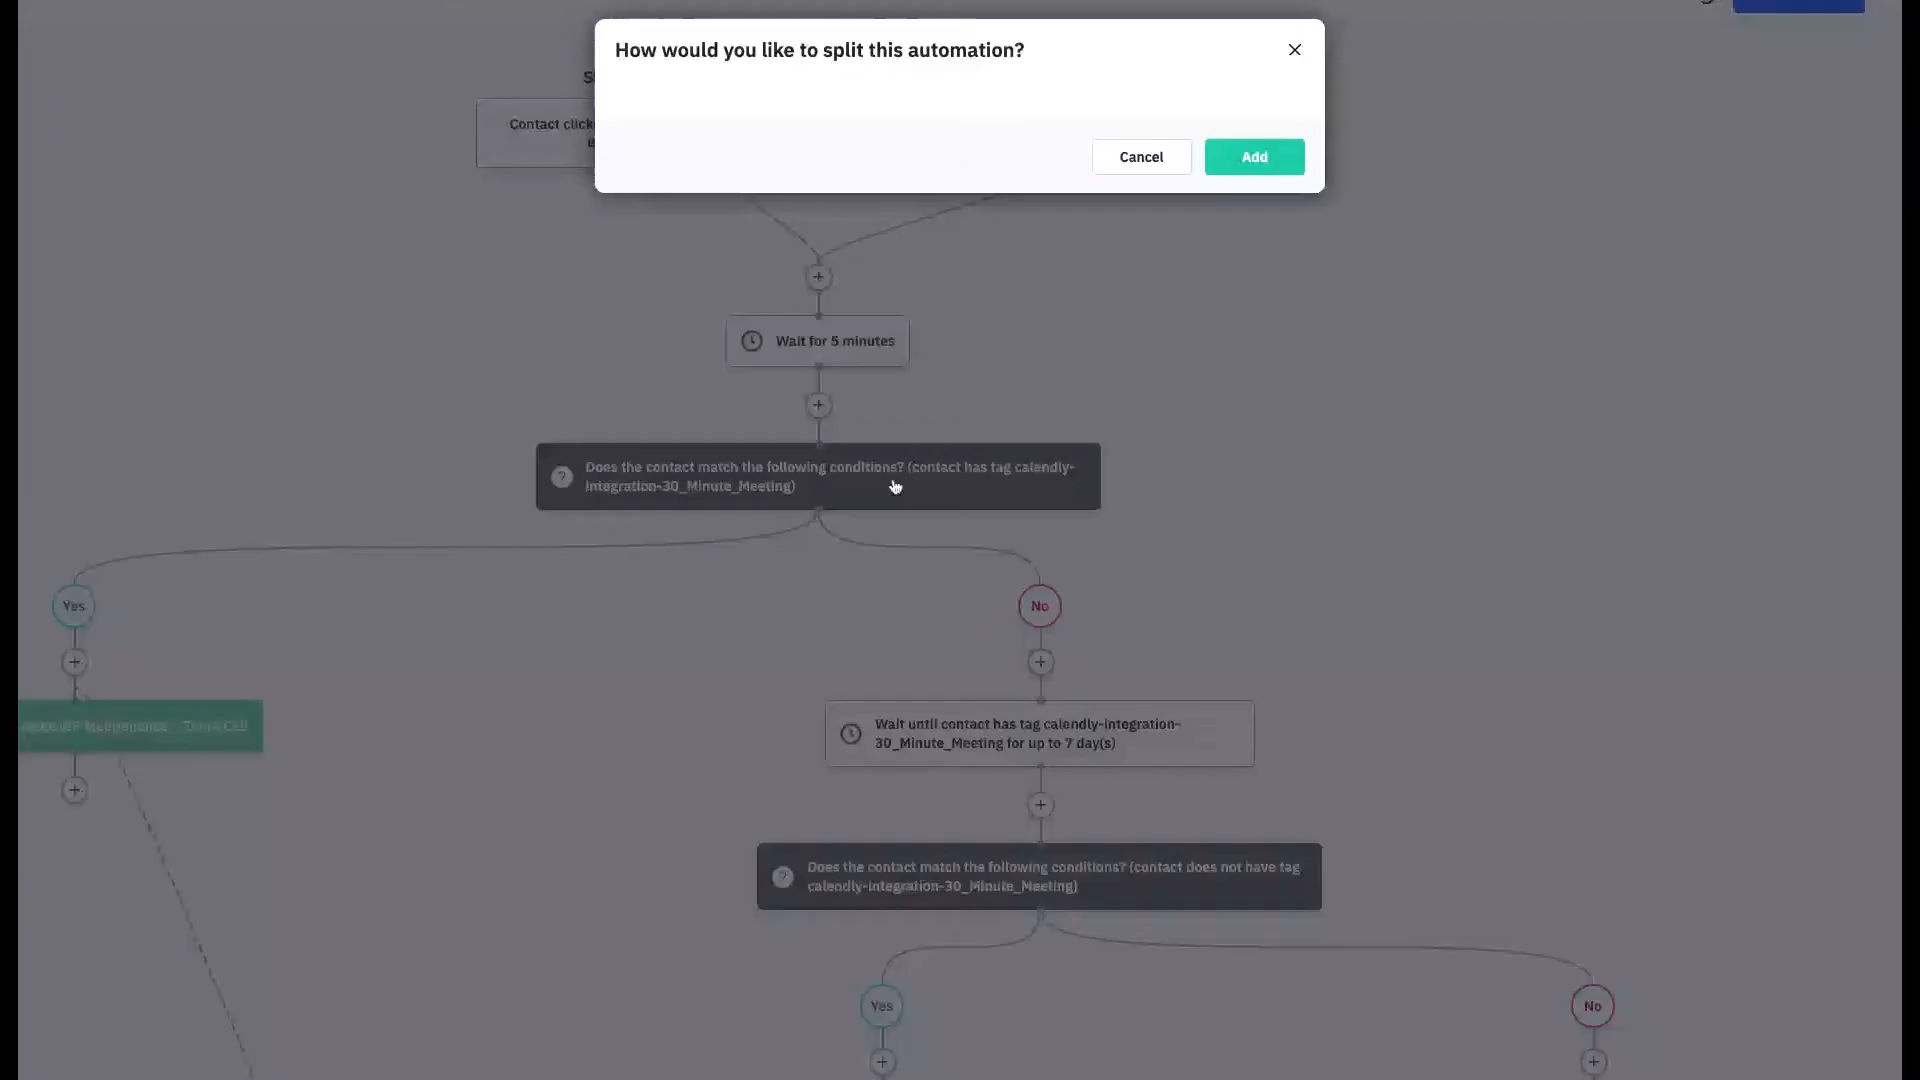 How would you like to split this automation?
Contact click
Cancel
Add
Wait for 5 minutes
Does the contact match the following conditions? (contact has tag calendly-
integration-30_Minute_Meeting)
Yes
No
Wait until contact has tag calendly-integration-
30_Minute_Meeting for up to 7 day(s)
Does the contact match the following conditions? (contact does not have tag
calendly-integration-30_Minute_Meeting)
Yes
No